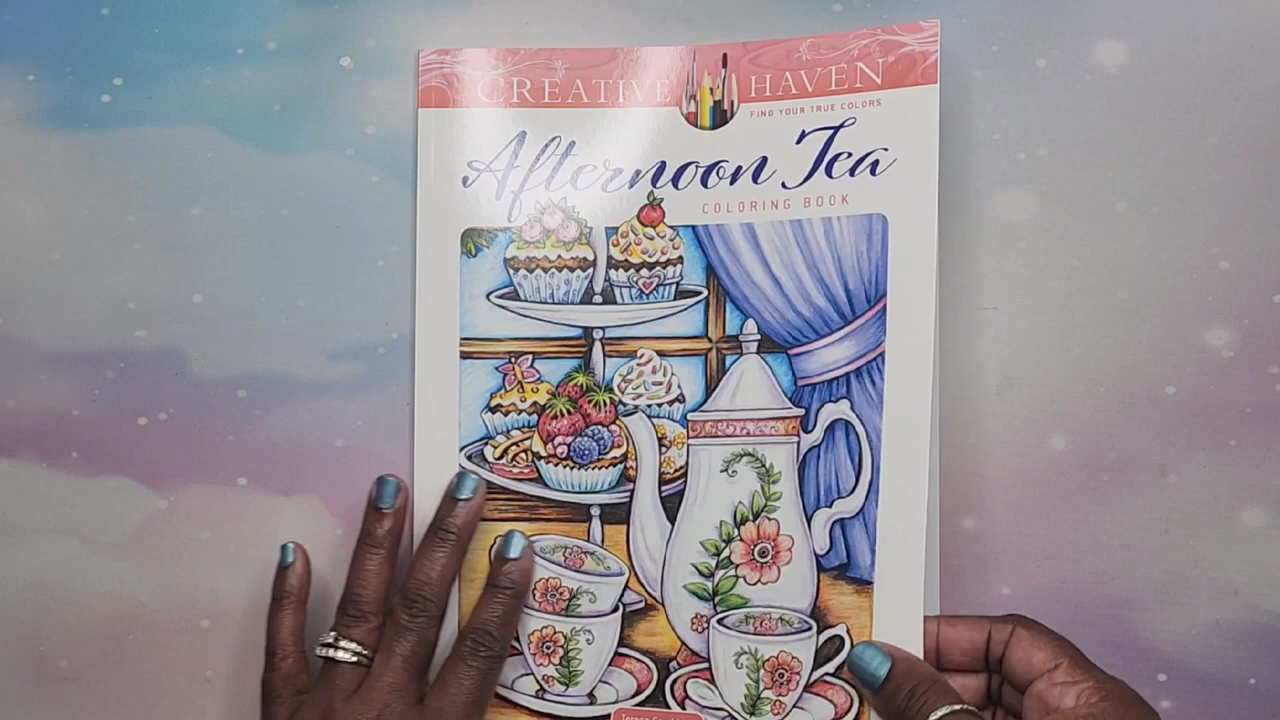 CREATIVE HAVEN
FIND YOUR TRUE COLORS
Afternoon Tea
COLORING BOOK